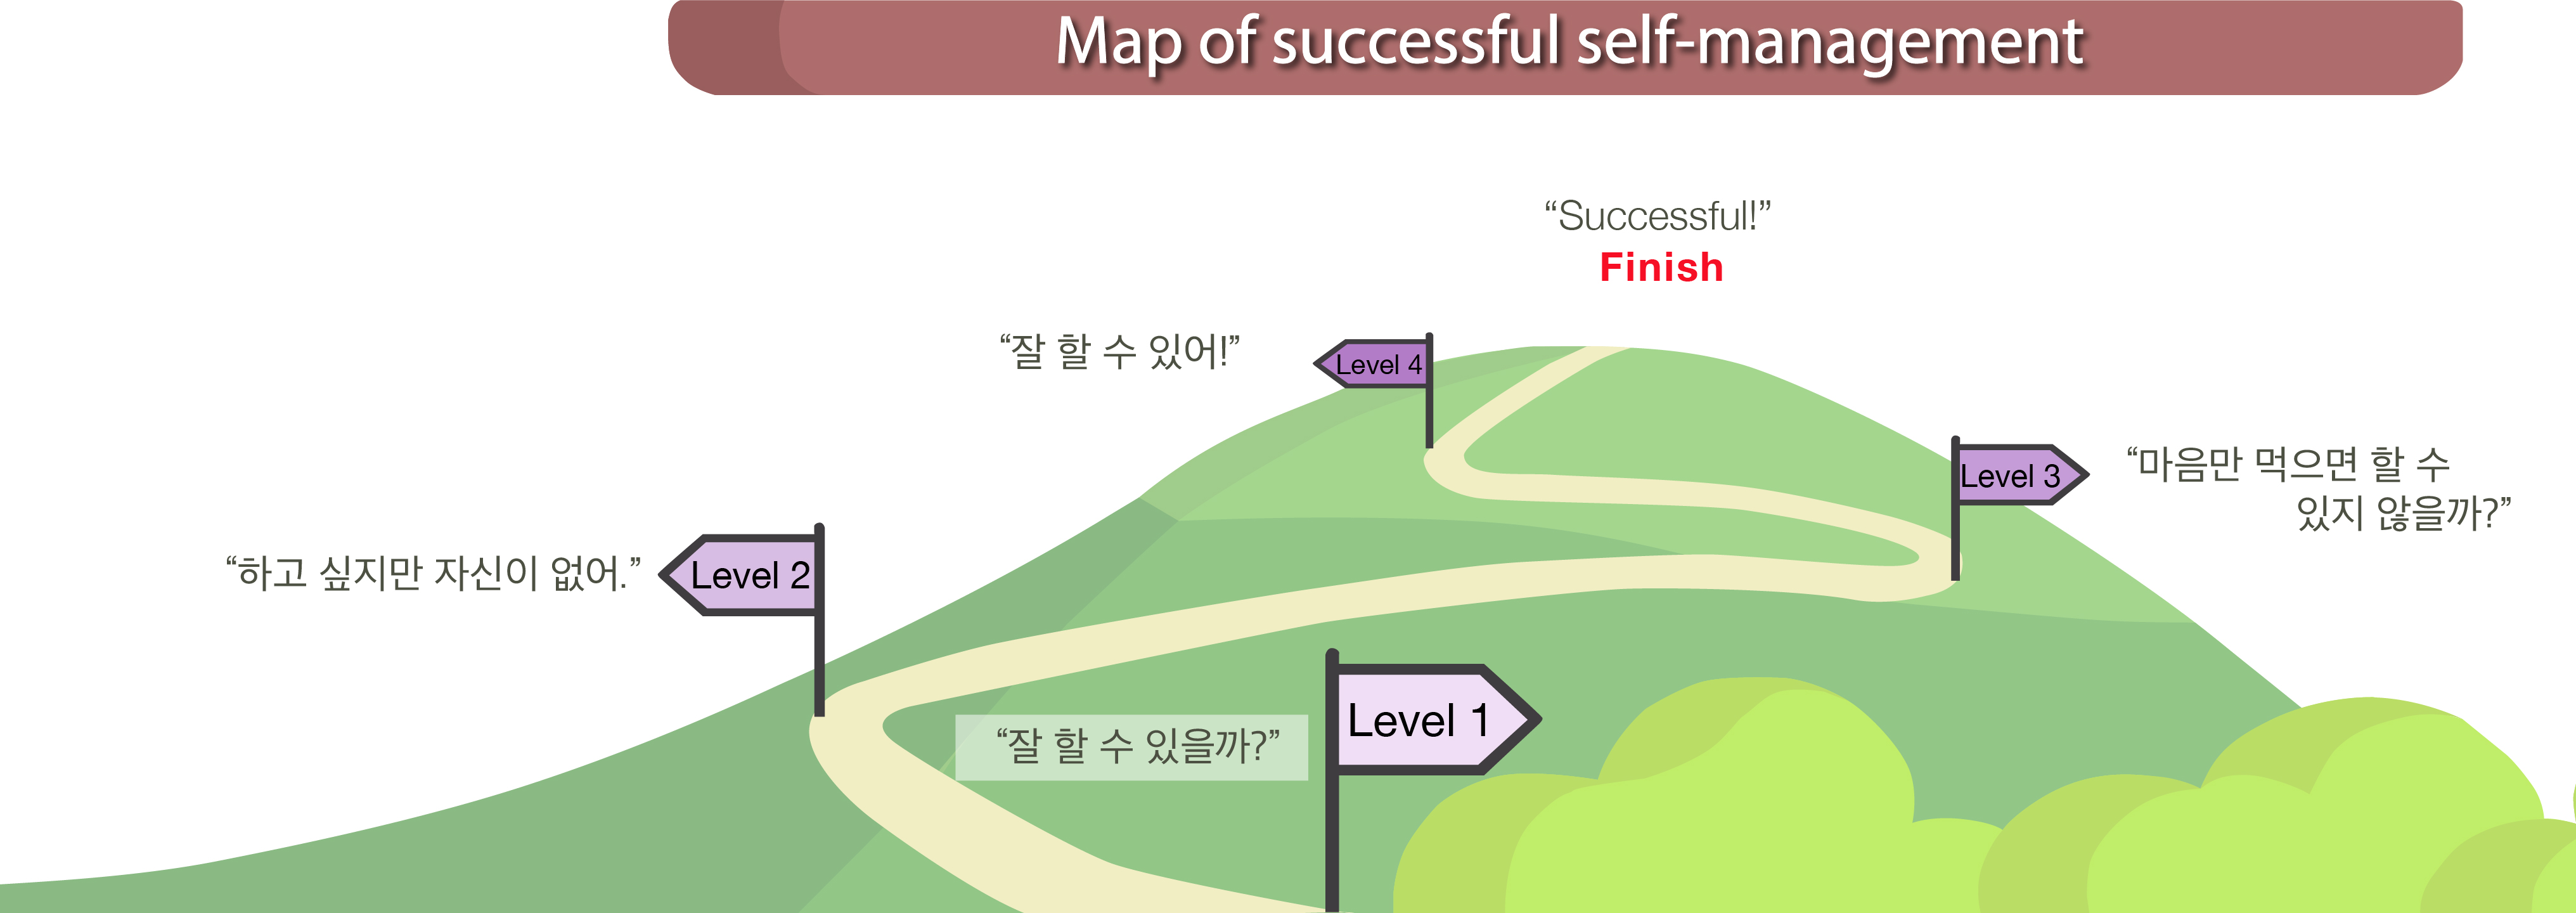 Map of successful self-management
“Successful!”
Finish
“잘 할 수 있어!”
Level 4
“마음만 먹으면 할 수
있지 않을까?”
Level 3
“하고 싶지만 자신이 없어.”
Level 2
“잘 할 수 있을까?”
Level 1